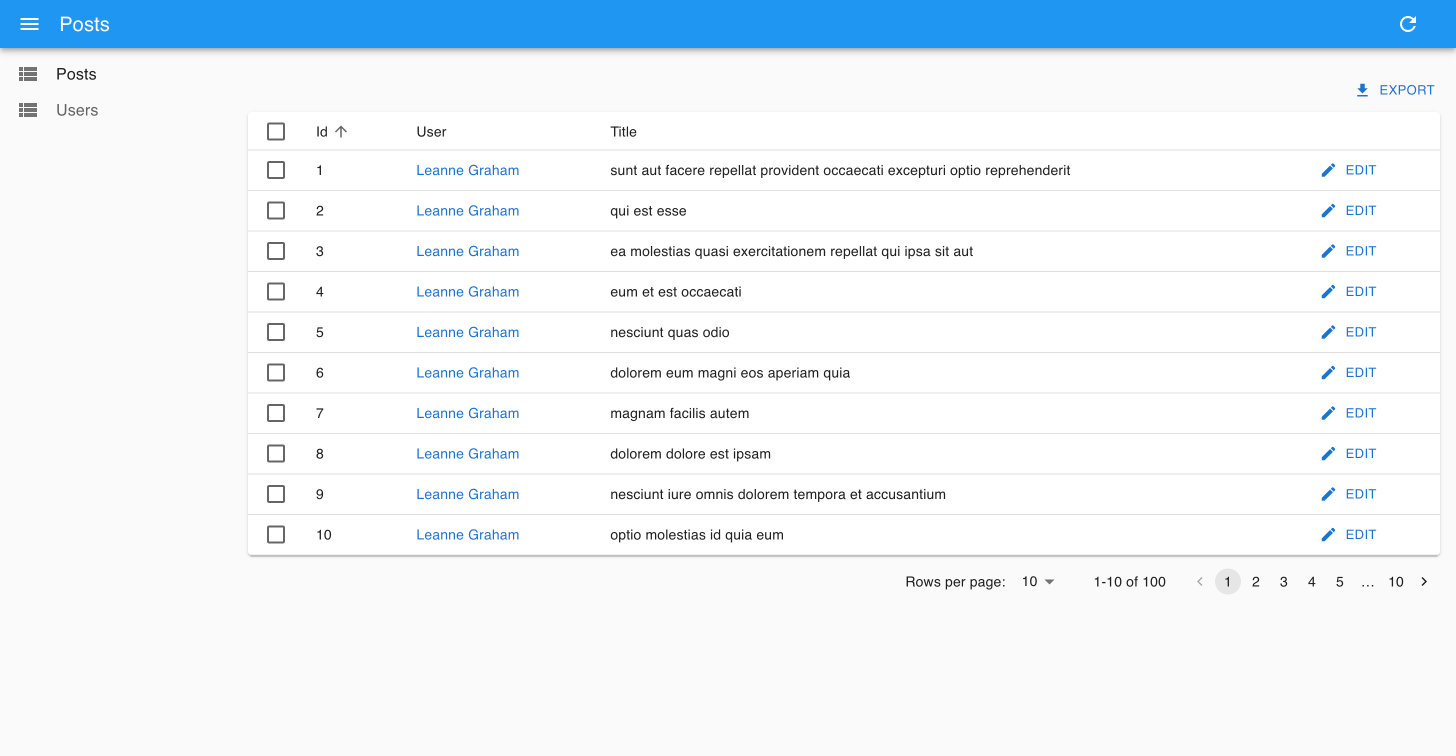 Posts
Posts
Users
EXPORT
Id User Title
1 Leanne Graham sunt aut facere repellat provident occaecati excepturi optio reprehenderit EDIT
2 Leanne Graham qui est esse EDIT
3 Leanne Graham ea molestias quasi exercitationem repellat qui ipsa sit aut EDIT
4 Leanne Graham eum et est occaecati EDIT
5 Leanne Graham nesciunt quas odio EDIT
6 Leanne Graham dolorem eum magni eos aperiam quia EDIT
7 Leanne Graham magnam facilis autem EDIT
8 Leanne Graham dolorem dolore est ipsam EDIT
9 Leanne Graham nesciunt iure omnis dolorem tempora et accusantium EDIT
10 Leanne Graham optio molestias id quia eum EDIT
Rows per page: 10 1-10 of 100 1 2 3 4 5 … 10